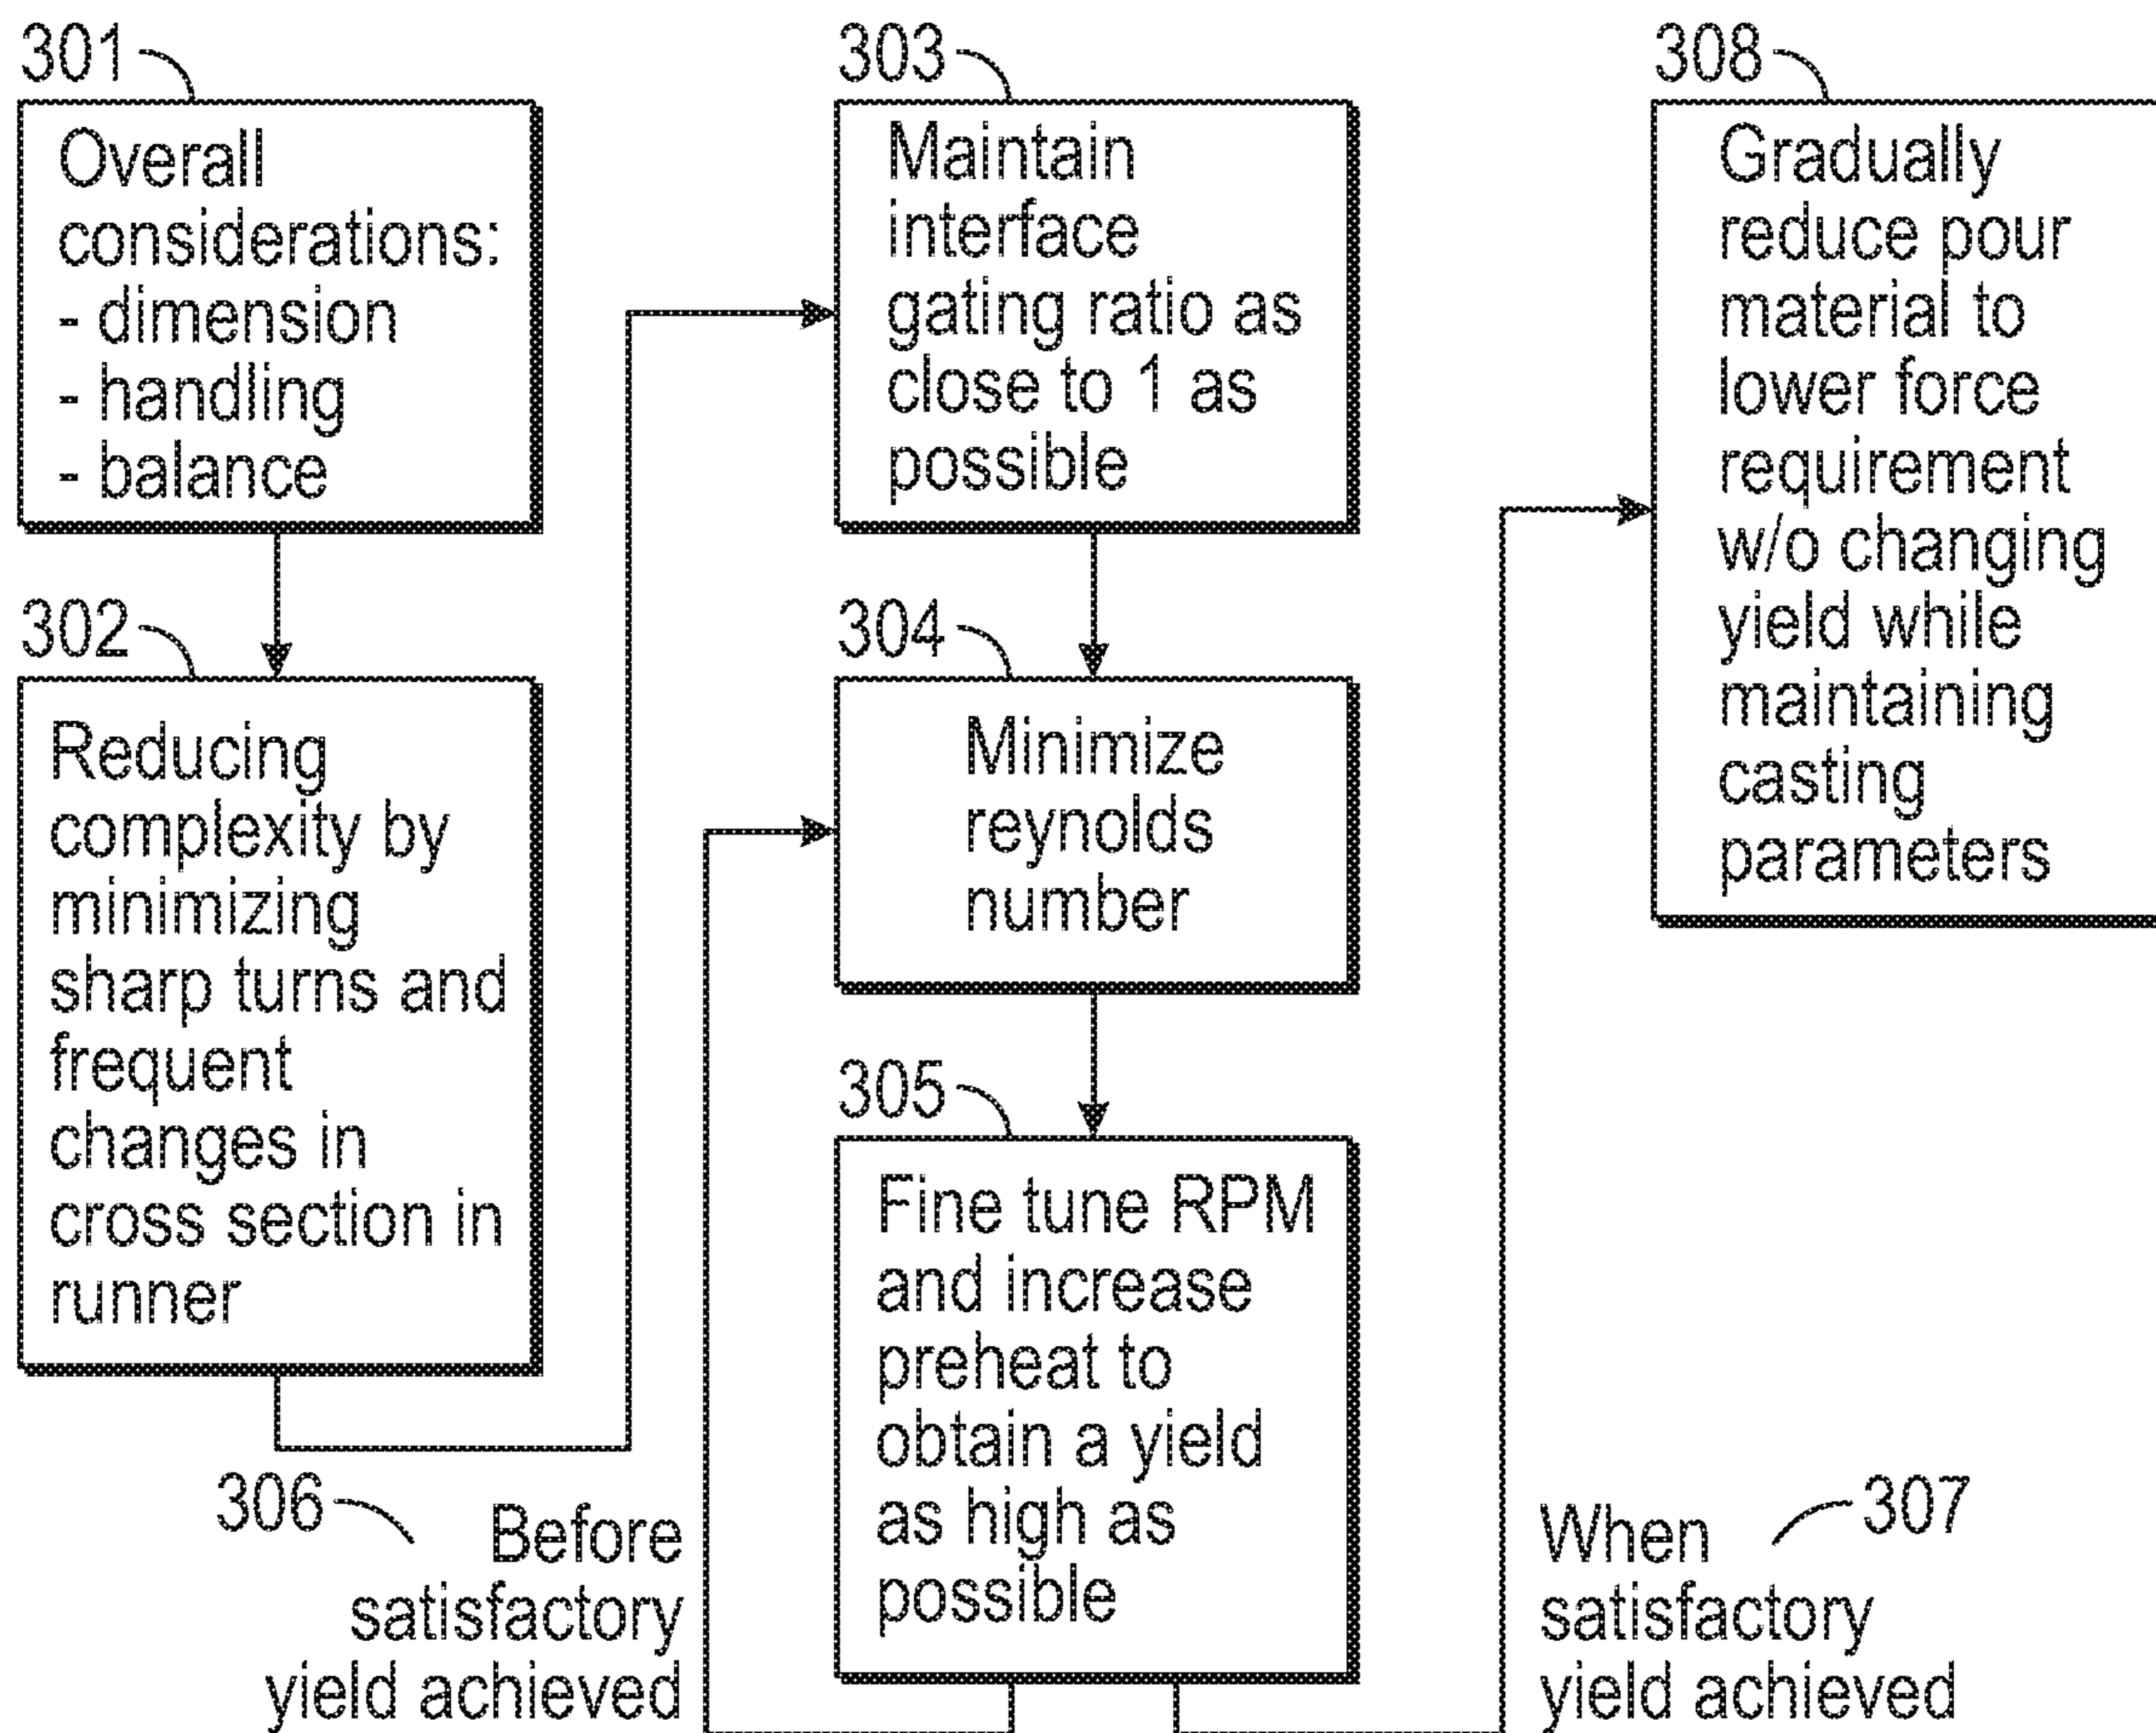 301
Overall
considerations:
- dimension
- handling
- balance
302
Reducing
complexity by
minimizing
sharp turns and
frequent
changes in
cross section in
runner
303
Maintain
interface
gating ratio as
close to 1 as
possible
304
Minimize
reynolds
number
305
Fine tune RPM
and increase
preheat to
obtain a yield
as high as
possible
306
Before
satisfactory
yield achieved
307
When
satisfactory
yield achieved
308
Gradually
reduce pour
material to
lower force
requirement
w/o changing
yield while
maintaining
casting
parameters